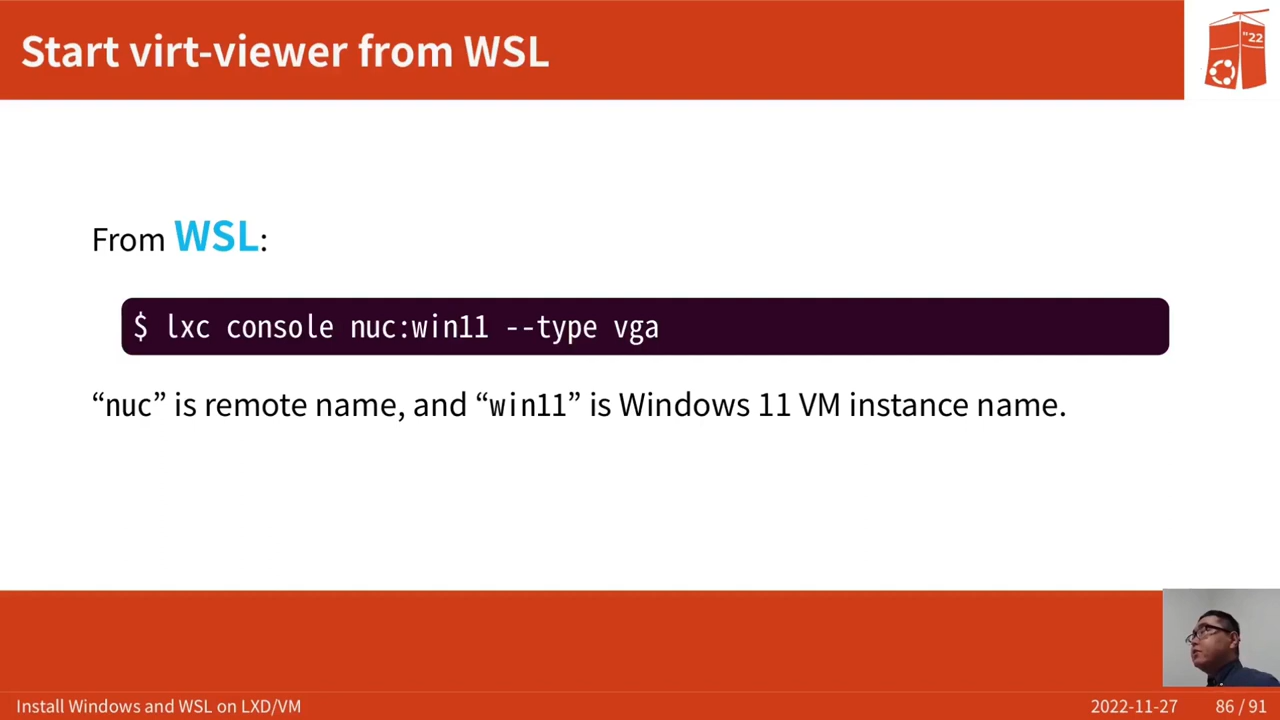 Start virt-viewer from WSL
"22
From WSL:
$ lxc console nuc:win11 --type vga
“nuc” is remote name, and “win11” is Windows 11 VM instance name.
Install Windows and WSL on LXD/VM
2022-11-27
86 / 91